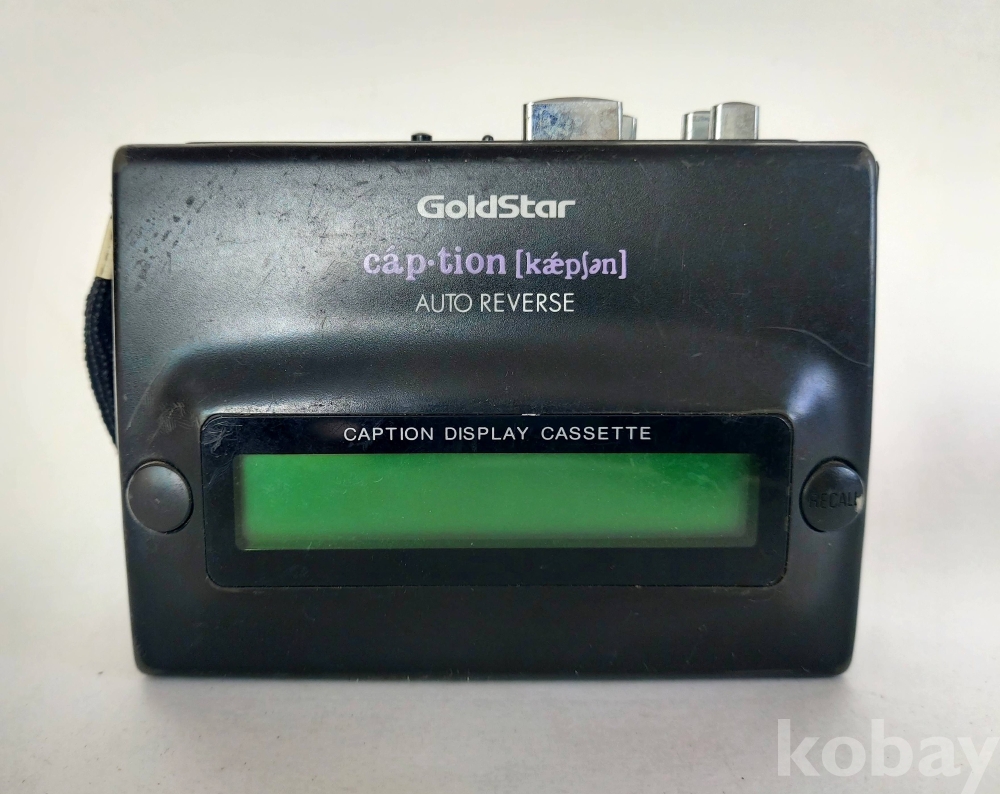 GoldStar
cáp·tion [kǽpʃən]
AUTO REVERSE
CAPTION DISPLAY CASSETTE
RECALL
kobay